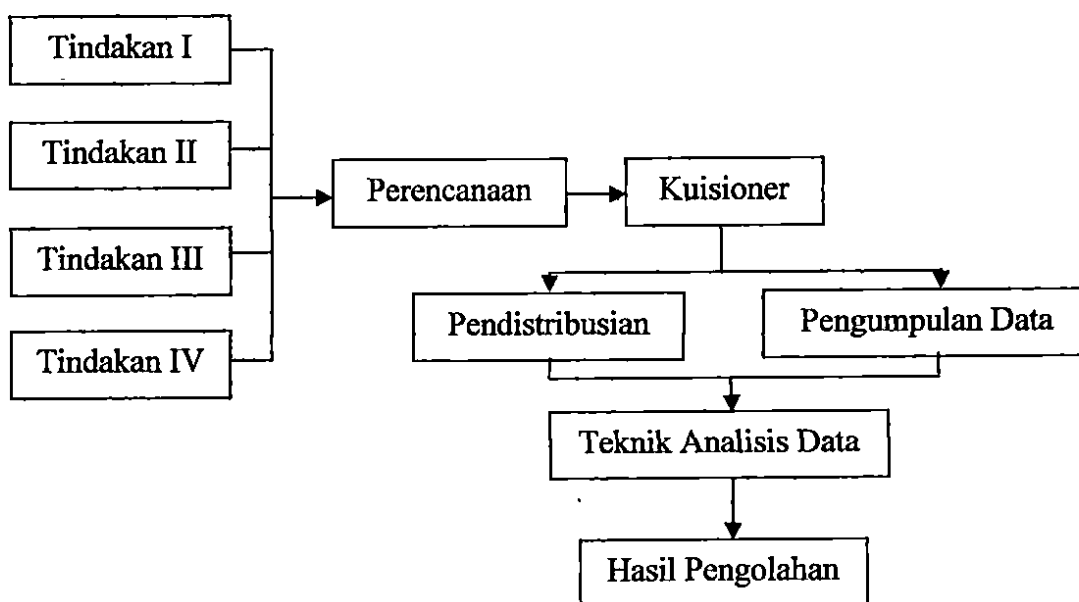 Tindakan I
Tindakan II
Tindakan III
Tindakan IV
Perencanaan
Kuisioner
Pendistribusian
Pengumpulan Data
Teknik Analisis Data
Hasil Pengolahan